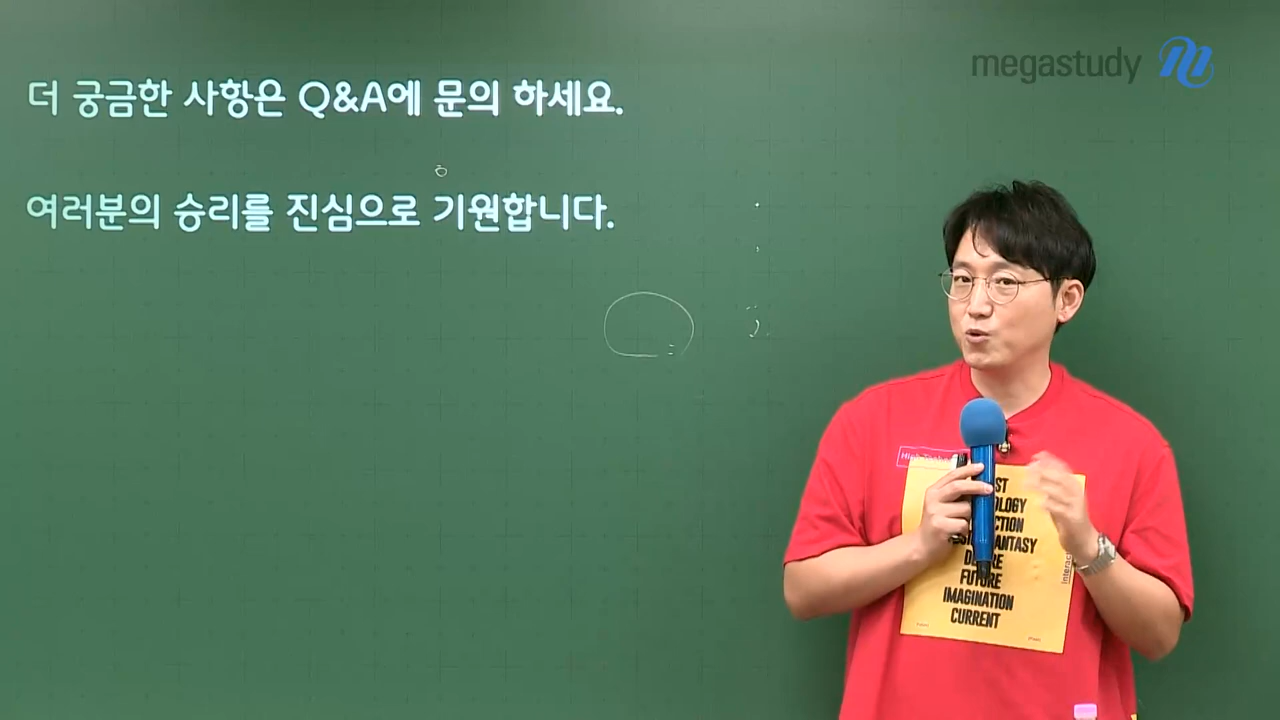 더 궁금한 사항은 Q&A에 문의 하세요.
여러분의 승리를 진심으로 기원합니다.
megastudy
FUTURE
IMAGINATION
CURRENT